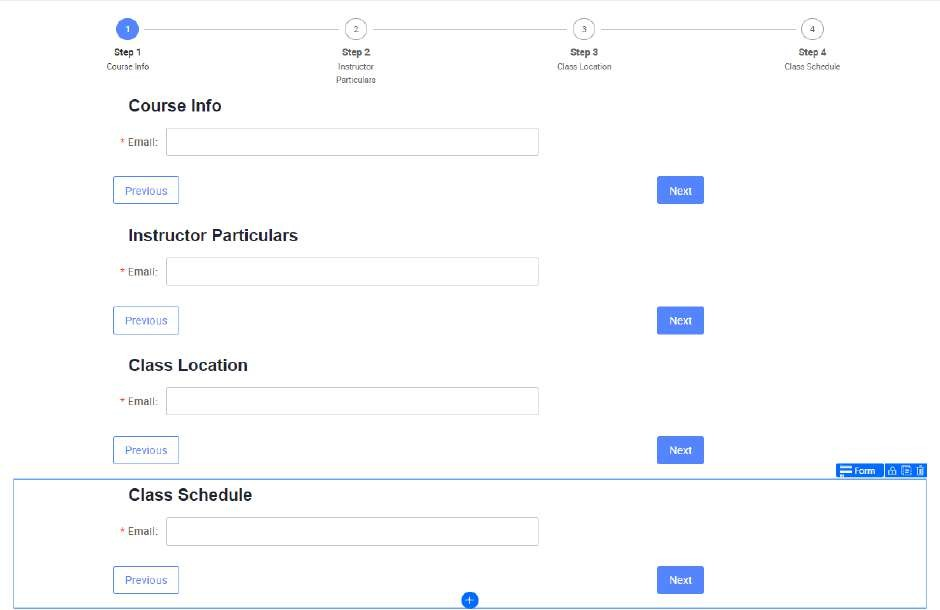 1 2 3 4
Step 1 Step 2 Step 3 Step 4
Course Info Instructor Class Location Class Schedule
Particulars
Course Info
* Email:
Previous Next
Instructor Particulars
* Email:
Previous Next
Class Location
* Email:
Previous Next
Form
Class Schedule
* Email:
Previous Next